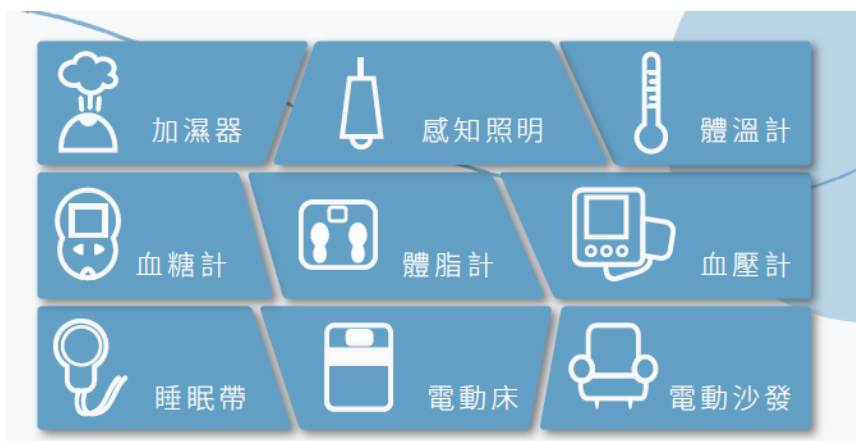 加濕器
感知照明
體溫計
血糖計
體脂計
血壓計
睡眠帶
電動床
電動沙發